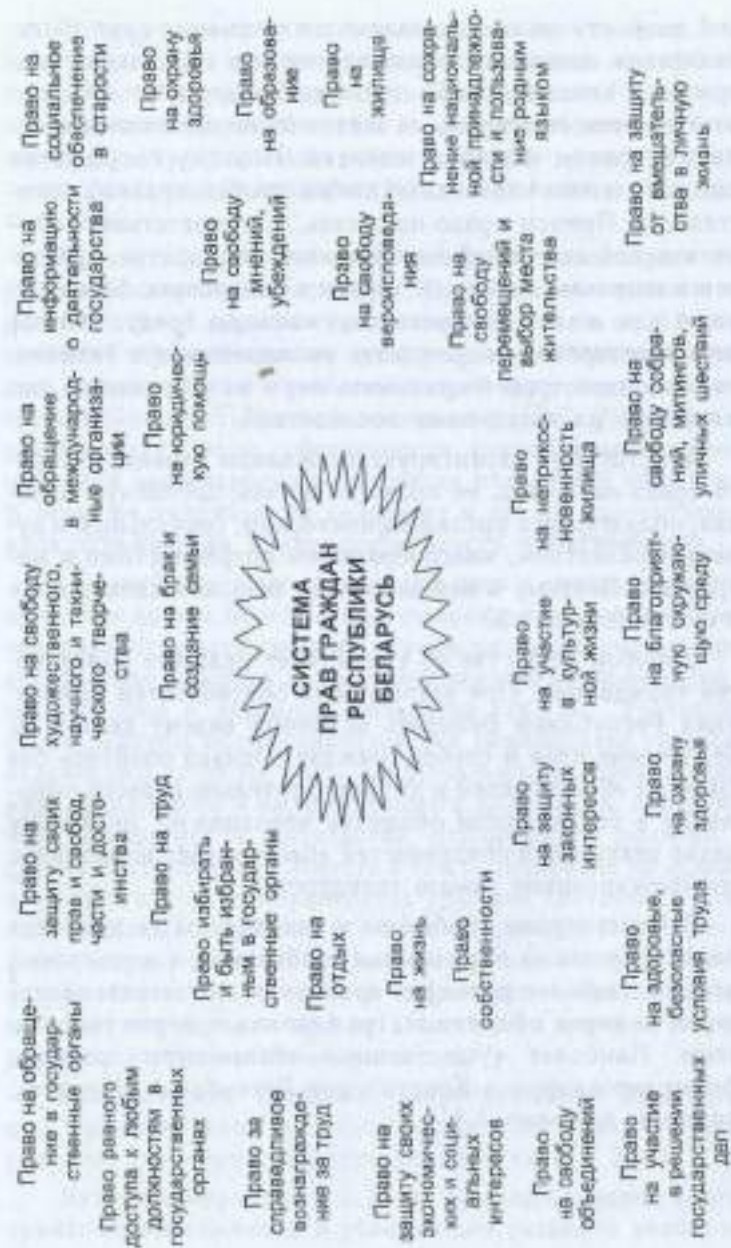 Право на обраще-
ние в государ-
ственные органы
Право на
защиту своих
прав и свобод,
чести и досто-
инства
Право на свободу
художественного,
научного и техни
ческого творче-
ства
Право на
обращение
в международ-
ные организа-
ции
Право на
информацию
о деятельности
государства
Право на
социальное
обеспечение
в старости
Право равного
доступа к любым
должностям в
государственных
органах
Право на труд
Право на брак и
создание семьи
Право
на юридичес-
кую помощь
Право
на свободу
мнений,
убеждений
Право
на охрану
здоровья
Право избирать
и быть избран-
ным в государ-
ственные органы
Право
на образова-
ние
Право за
справедливое
вознагражде-
ние за труд
Право на
отдых
Право
на свободу
вероисповеда-
ния
Право
на
жилище
СИСТЕМА
ПРАВ ГРАЖДАН
РЕСПУБЛИКИ
БЕЛАРУСЬ
Право на
защиту своих
экономичес-
ких и соци-
альных
интересов
Право
на жизнь
Право
собственности
Право на
свободу
перемещений и
выбор места
жительства
Право на сохра-
нение националь-
ной принадлежно-
сти, пользова-
ние родным
языком
Право
на свободу
объединений
Право
на защиту
законных
интересов
Право
на участие
в культур-
ной жизни
Право
на неприкос-
новенность
жилища
Право
на участие
в решении
государственных
дел
Право
на здоровые,
безопасные
условия труда
Право
на охрану
здоровья
Право
на благоприят-
ную окружаю-
щую среду
Право на
свободу собра-
ний, митингов,
уличных шествий
Право на защиту
от вмешатель-
ства в личную
жизнь